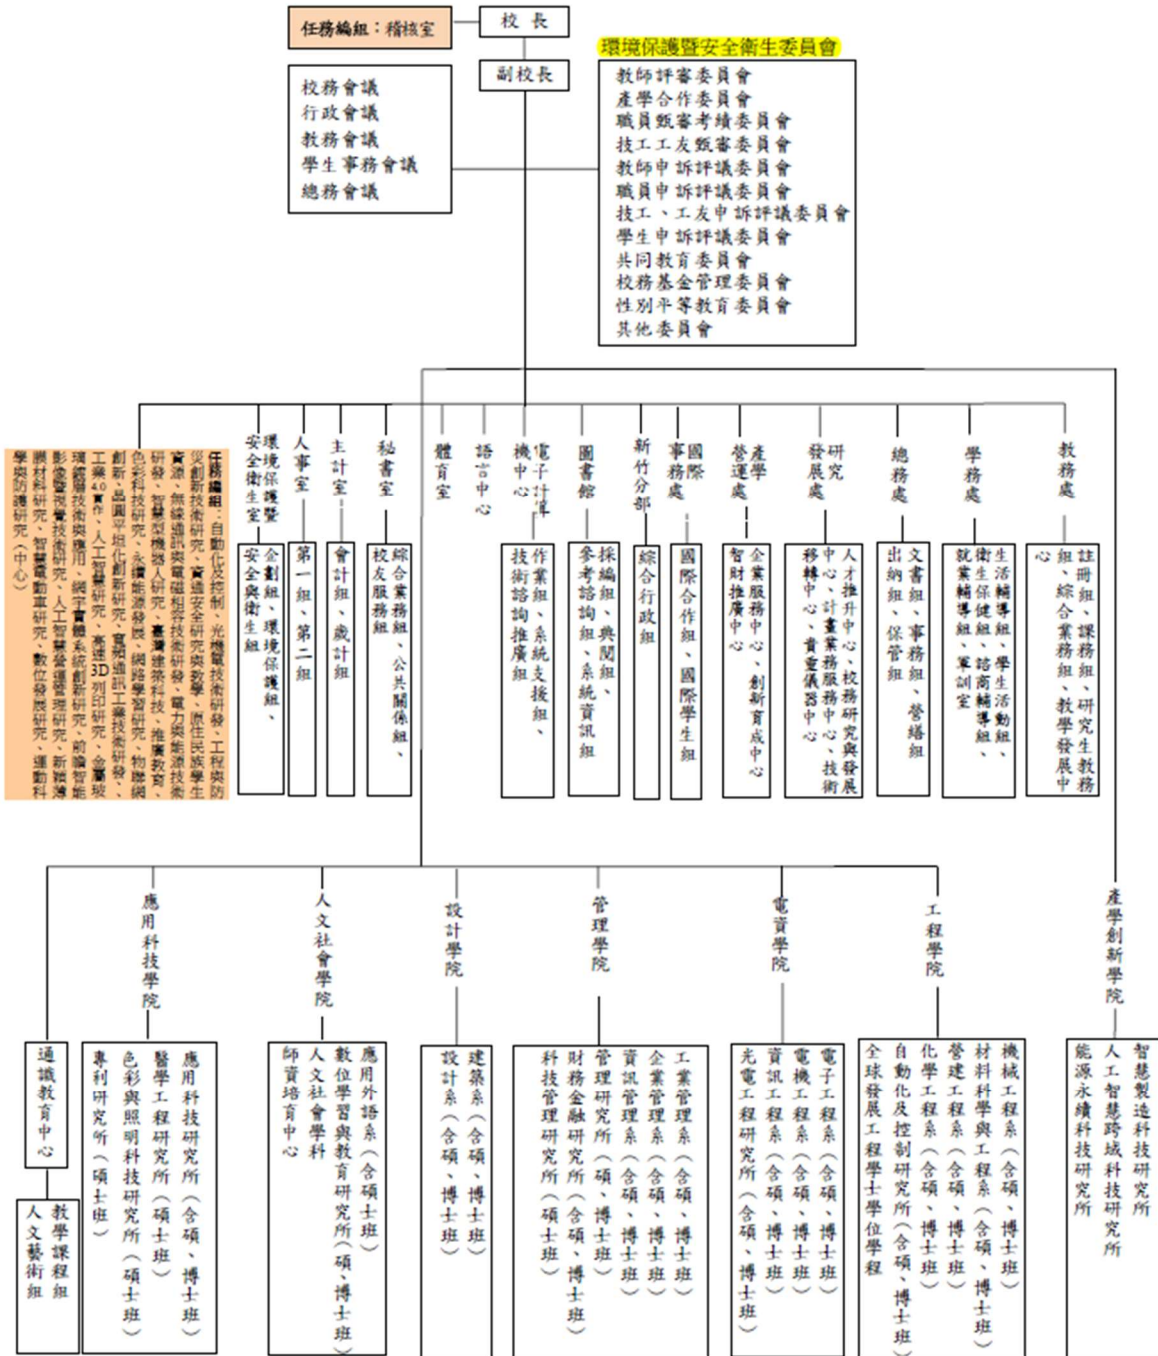 任務編組：稽核室
校長
副校長
環境保護暨安全衛生委員會
校務會議
行政會議
教務會議
學生事務會議
總務會議
教師評審委員會
產學合作委員會
職員甄審考績委員會
技工工友甄審委員會
教師申訴評議委員會
職員申訴評議委員會
技工、工友申訴評議委員會
學生申訴評議委員會
共同教育委員會
校務基金管理委員會
性別平等教育委員會
其他委員會
教務處
註冊組、課務組、研究生教務
組、綜合業務組、教學發展中
心
學務處
生活輔導組、學生活動組、
衛生保健組、諮商輔導組、
就業輔導組、軍訓室
總務處
文書組、事務組、營繕組
出納組、保管組
研究
發展處
人才推升中心、校務研究與發展
中心、計畫業務服務中心、技術
移轉中心、貴重儀器中心
產學
營運處
企業服務中心、創新育成中心
智財推廣中心
國際
事務處
國際合作組、國際學生組
新竹分部
綜合行政組
圖書館
採編組、典閱組、
參考諮詢組、系統資訊組
電子計算
機中心
作業組、系統支援組、
技術諮詢推廣組
語言中心
體育室
秘書室
綜合業務組、公共關係組、
校友服務組
主計室
會計組、歲計組
人事室
第一組、第二組
環境保護暨
安全衛生室
企劃組、環境保護組、
安全與衛生組
任務編組：自動化及控制、光機電技術研發、工程與防
災創新技術研究、資通安全研究與教學、原住民族學生
資源、無線通訊與電磁相容技術研發、電力與能源技術
研發、智慧型機器人研究、臺灣建築科技、推廣教育、
色彩科技研究、永續能源發展、網路學習研究、物聯網
創新、晶圓平坦化創新研究、寬頻通訊工業技術研發、
工業4.0實作、人工智慧研究、高速3D列印研究、金屬玻
璃鍍層技術與應用、網宇實體系統創新研究、前瞻智能
影像暨視覺技術研究、人工智慧營運管理研究、新穎薄
膜材料研究、智慧電動車研究、數位發展研究、運動科
學與防護研究（中心）
產學創新學院
智慧製造科技研究所
人工智慧跨域科技研究所
能源永續科技研究所
工程學院
機械工程系（含碩、博士班）
材料科學與工程系（含碩、博士班）
營建工程系（含碩、博士班）
化學工程系（含碩、博士班）
自動化及控制研究所（含碩、博士班）
全球發展工程學士學位學程
電資學院
電子工程系（含碩、博士班）
電機工程系（含碩、博士班）
資訊工程系（含碩、博士班）
光電工程研究所（含碩、博士班）
管理學院
工業管理系（含碩、博士班）
企業管理系（含碩、博士班）
資訊管理系（含碩、博士班）
管理研究所（碩、博士班）
財務金融研究所（含碩、博士班）
科技管理研究所（碩士班）
設計學院
建築系（含碩、博士班）
設計系（含碩、博士班）
人文社會學院
應用外語系（含碩士班）
數位學習與教育研究所（碩、博士班）
人文社會學科
師資培育中心
應用科技學院
應用科技研究所（含碩、博士班）
醫學工程研究所（碩士班）
色彩與照明科技研究所（碩士班）
專利研究所（碩士班）
通識教育中心
教學課程組
人文藝術組